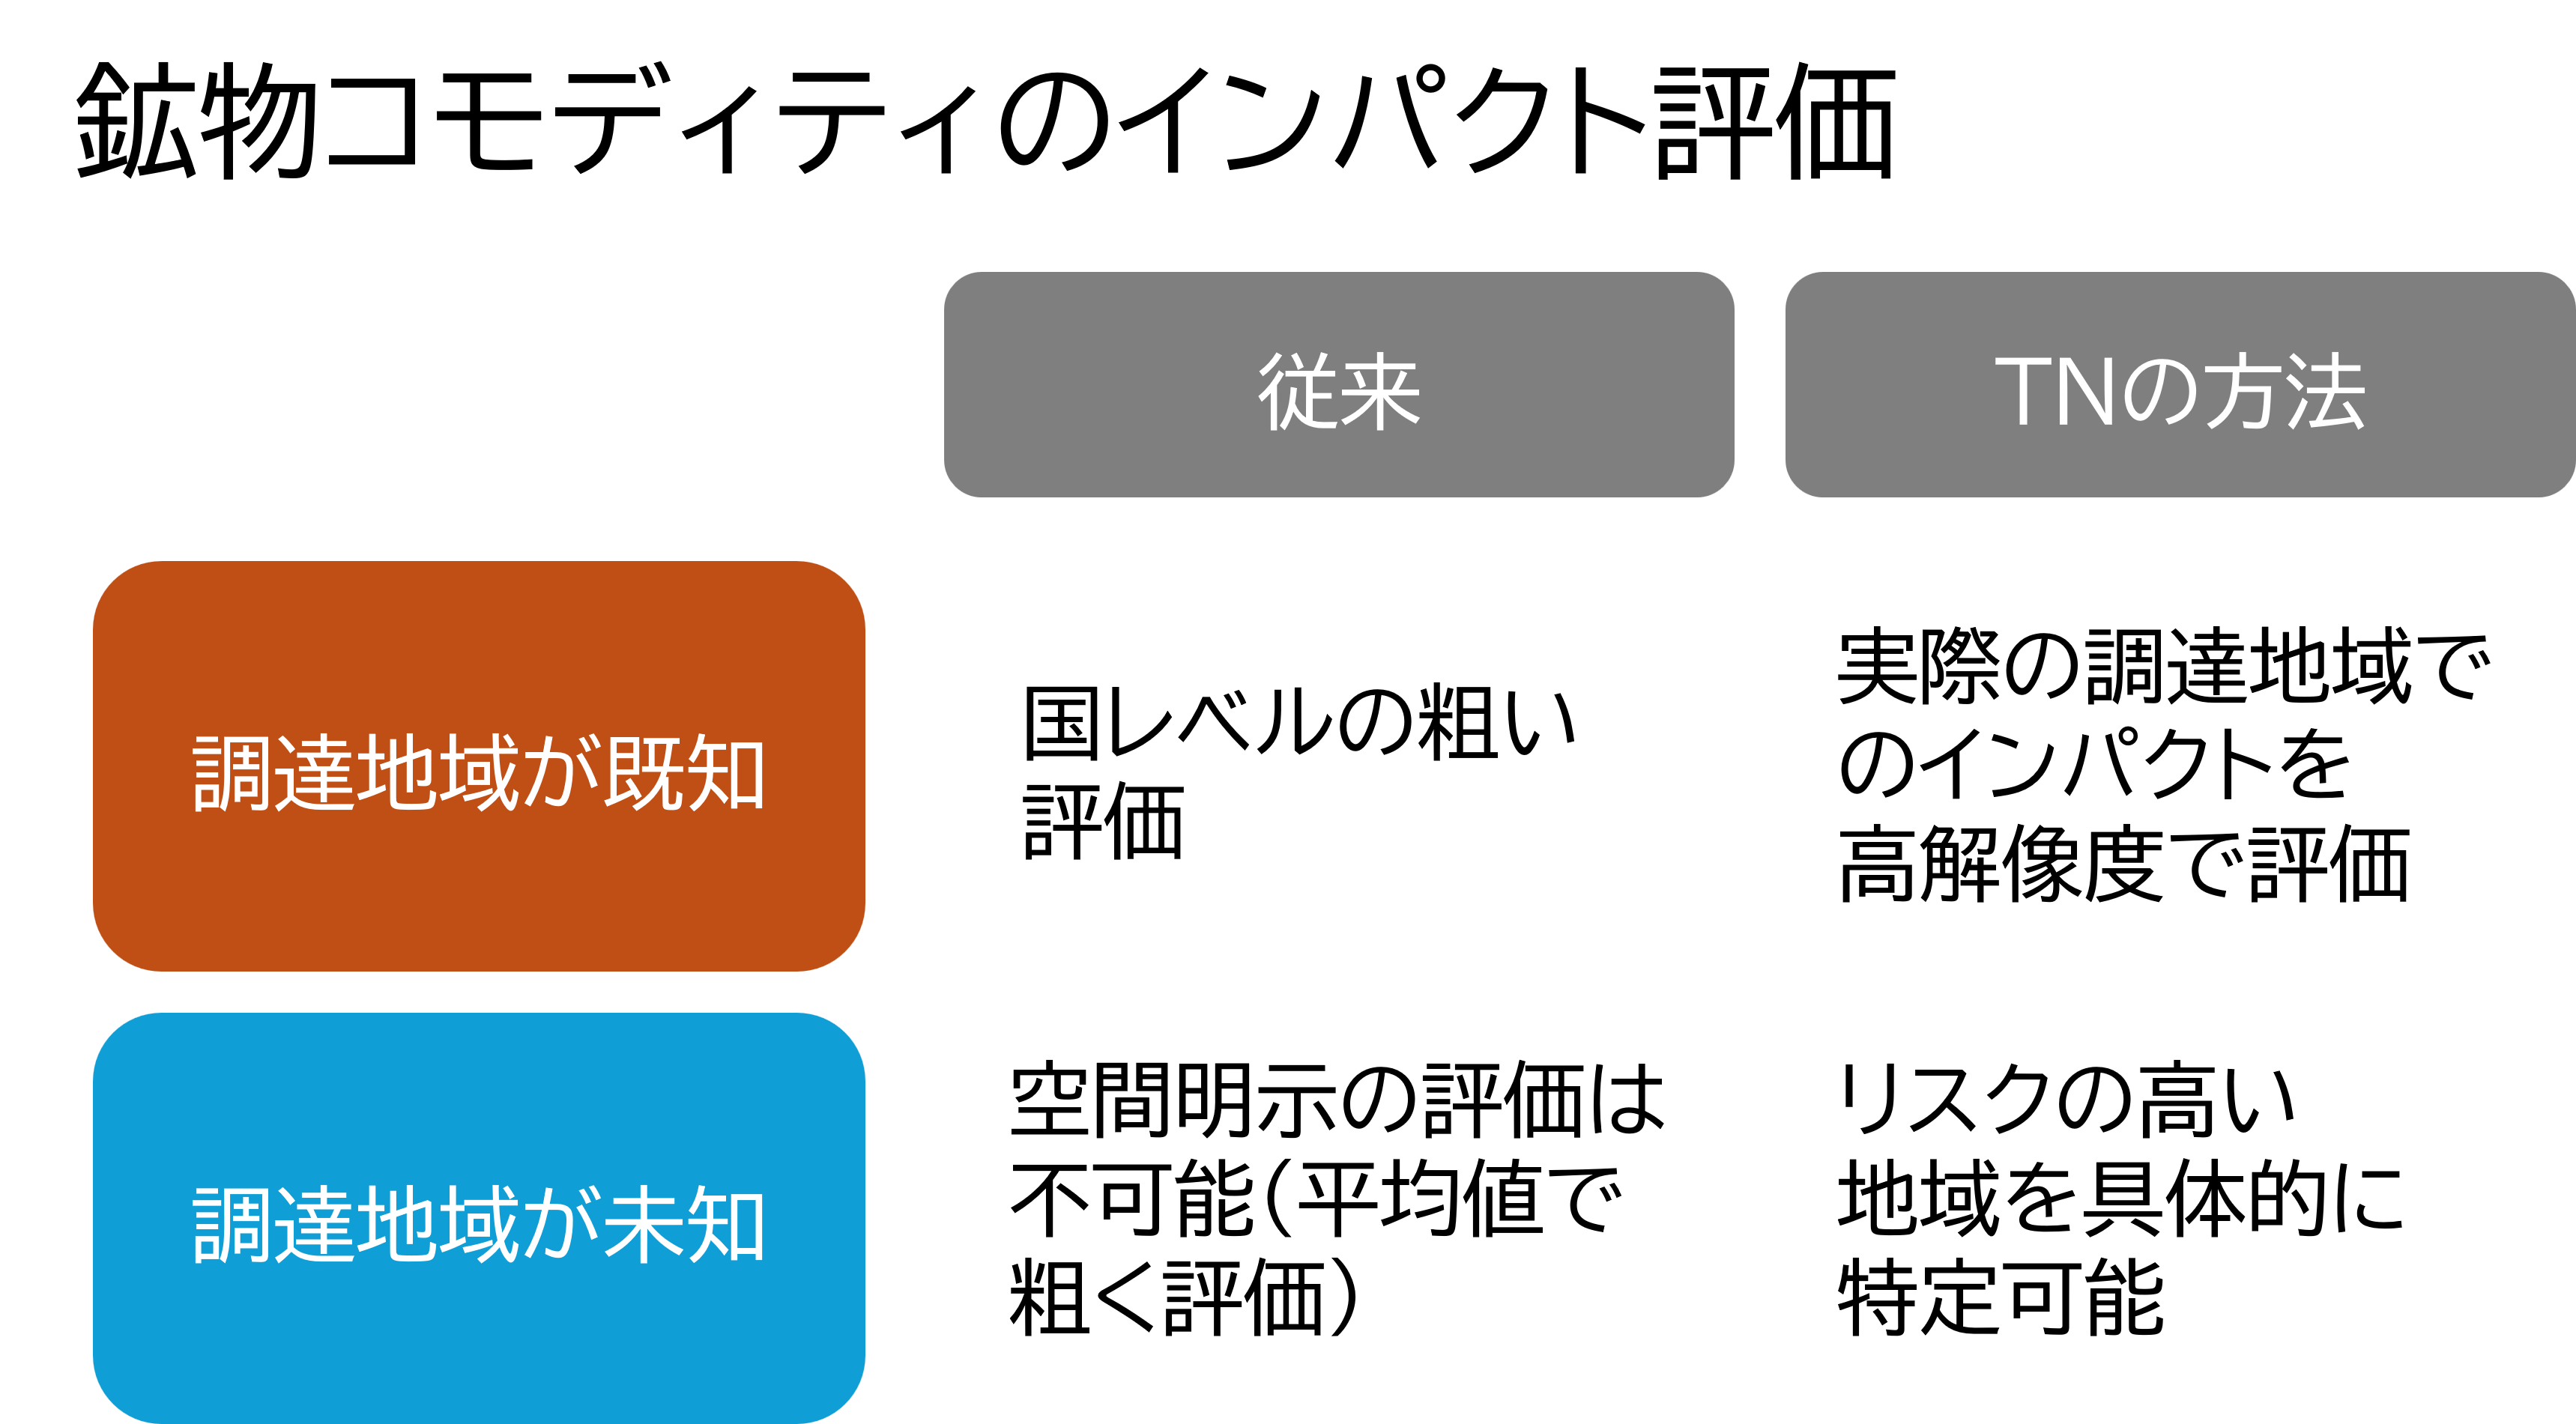 鉱物コモディティのインパクト評価
従来
TNの方法
調達地域が既知
国レベルの粗い
評価
実際の調達地域で
のインパクトを
高解像度で評価
調達地域が未知
空間明示の評価は
不可能（平均値で
粗く評価）
リスクの高い
地域を具体的に
特定可能